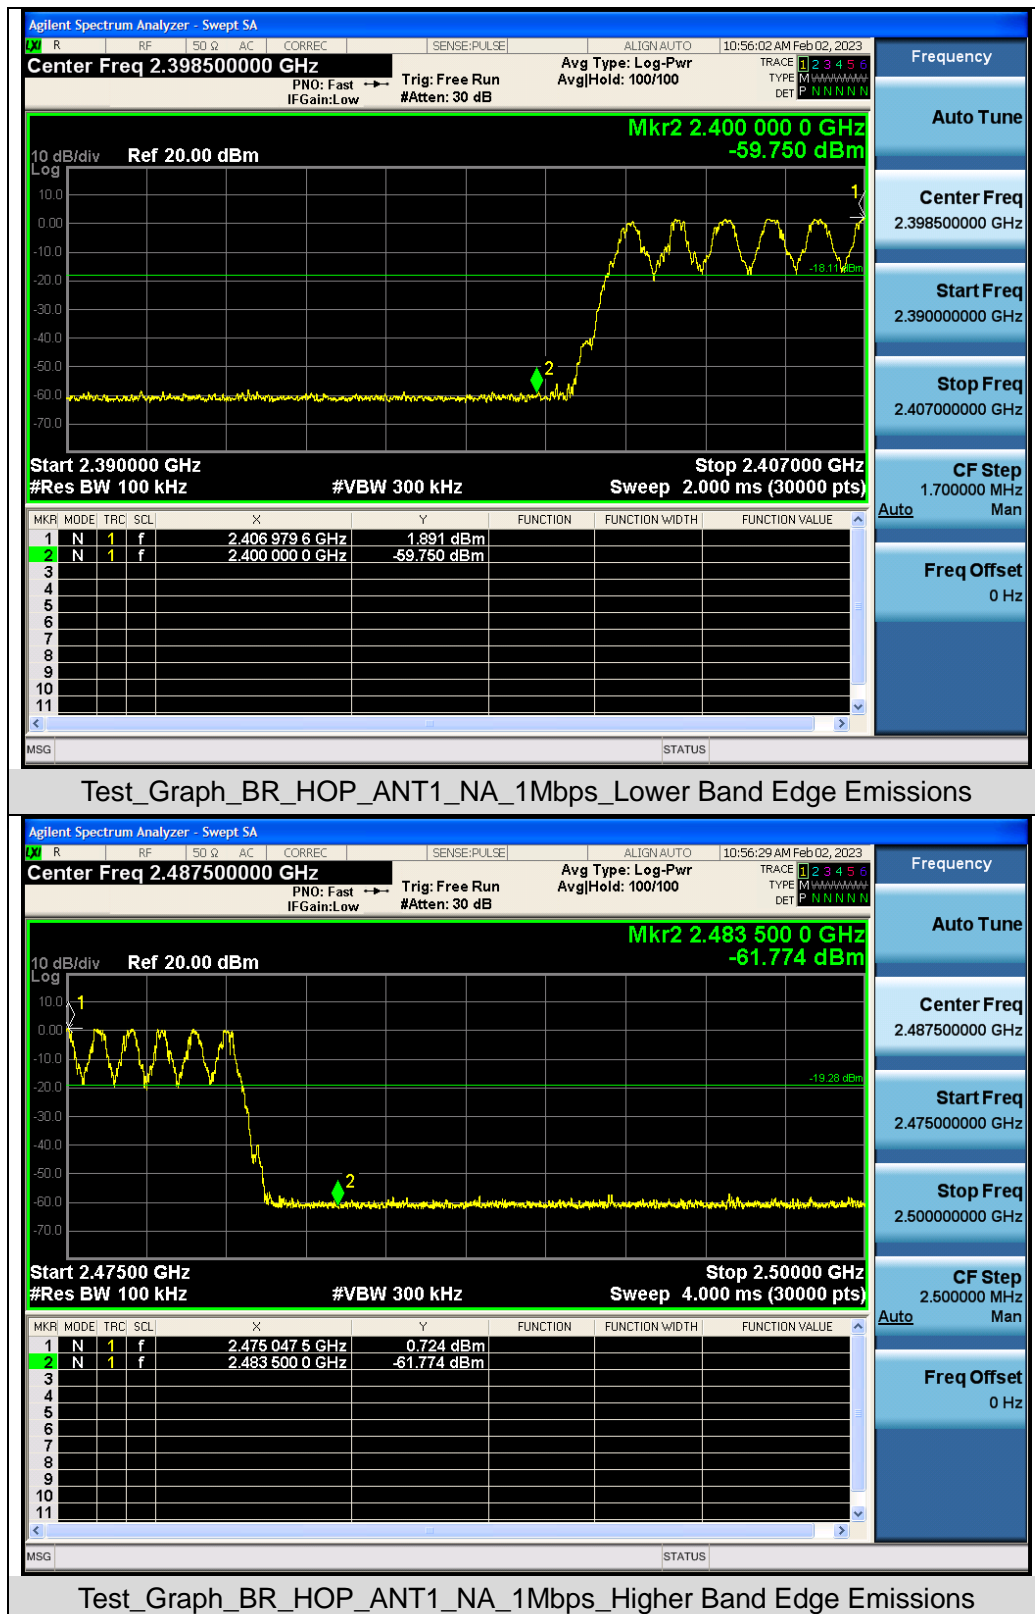 Agilent Spectrum Analyzer - Swept SA
LXI R RF 50 Ω AC CORREC SENSE:PULSE ALIGN AUTO 10:56:02 AM Feb 02, 2023
Center Freq 2.398500000 GHz
PNO: Fast
IFGain:Low
Trig: Free Run
#Atten: 30 dB
Avg Type: Log-Pwr
Avg|Hold: 100/100
TRACE 1 2 3 4 5 6
TYPE M
DET P N N N N N
Mkr2 2.400 000 0 GHz
-59.750 dBm
10 dB/div Ref 20.00 dBm
Log
10.0
0.00
-10.0
-20.0
-30.0
-40.0
-50.0
-60.0
-70.0
1
-18.11 dBm
2
Start 2.390000 GHz Stop 2.407000 GHz
#Res BW 100 kHz #VBW 300 kHz Sweep 2.000 ms (30000 pts)
MKR MODE TRC SCL X Y FUNCTION FUNCTION WIDTH FUNCTION VALUE
1 N 1 f 2.406 979 6 GHz 1.891 dBm
2 N 1 f 2.400 000 0 GHz -59.750 dBm
3
4
5
6
7
8
9
10
11
MSG STATUS
Frequency
Auto Tune
Center Freq
2.398500000 GHz
Start Freq
2.390000000 GHz
Stop Freq
2.407000000 GHz
CF Step
1.700000 MHz
Auto Man
Freq Offset
0 Hz
Test_Graph_BR_HOP_ANT1_NA_1Mbps_Lower Band Edge Emissions
Agilent Spectrum Analyzer - Swept SA
LXI R RF 50 Ω AC CORREC SENSE:PULSE ALIGN AUTO 10:56:29 AM Feb 02, 2023
Center Freq 2.487500000 GHz
PNO: Fast
IFGain:Low
Trig: Free Run
#Atten: 30 dB
Avg Type: Log-Pwr
Avg|Hold: 100/100
TRACE 1 2 3 4 5 6
TYPE M
DET P N N N N N
Mkr2 2.483 500 0 GHz
-61.774 dBm
10 dB/div Ref 20.00 dBm
Log
10.0
0.00
-10.0
-20.0
-30.0
-40.0
-50.0
-60.0
-70.0
1
-19.28 dBm
2
Start 2.47500 GHz Stop 2.50000 GHz
#Res BW 100 kHz #VBW 300 kHz Sweep 4.000 ms (30000 pts)
MKR MODE TRC SCL X Y FUNCTION FUNCTION WIDTH FUNCTION VALUE
1 N 1 f 2.475 047 5 GHz 0.724 dBm
2 N 1 f 2.483 500 0 GHz -61.774 dBm
3
4
5
6
7
8
9
10
11
MSG STATUS
Frequency
Auto Tune
Center Freq
2.487500000 GHz
Start Freq
2.475000000 GHz
Stop Freq
2.500000000 GHz
CF Step
2.500000 MHz
Auto Man
Freq Offset
0 Hz
Test_Graph_BR_HOP_ANT1_NA_1Mbps_Higher Band Edge Emissions